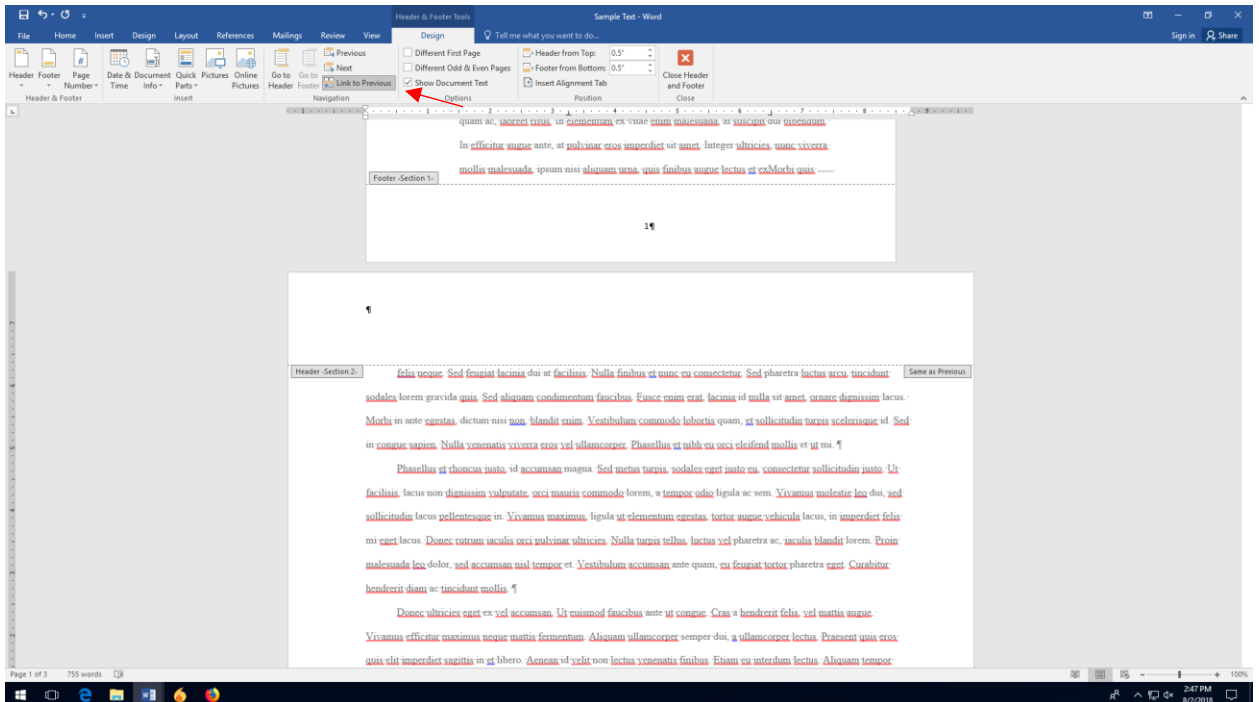 Header & Footer Tools
Sample Text - Word
File Home Insert Design Layout References Mailings Review View Design Tell me what you want to do... Sign in Share
Header Footer Page Number
Date & Time Document Info Quick Parts Pictures Online Pictures
Go to Header Go to Footer
Previous
Next
Link to Previous
Different First Page
Different Odd & Even Pages
Show Document Text
Header from Top: 0.5"
Footer from Bottom: 0.5"
Insert Alignment Tab
Close Header and Footer
Header & Footer Insert Navigation Options Position Close
1 1 2 3 4 5 6 7 8 9
quam ac, laoreet risus. In elementum ex vitae enim malesuada, at suscipit dui bibendum.
In efficitur augue ante, at pulvinar eros imperdiet sit amet. Integer ultricies, nunc viverra
mollis malesuada, ipsum nisi aliquam urna, quis finibus augue lectus et exMorbi quis
Footer -Section 1-
1¶
¶
Header -Section 2-
Same as Previous
felis neque. Sed feugiat lacinia dui at facilisis. Nulla finibus et nunc eu consectetur. Sed pharetra luctus arcu, tincidunt
sodales lorem gravida quis. Sed aliquam condimentum faucibus. Fusce enim erat, lacinia id nulla sit amet, ornare dignissim lacus.
Morbi in ante egestas, dictum nisi non, blandit enim. Vestibulum commodo lobortis quam, et sollicitudin turpis scelerisque id. Sed
in congue sapien. Nulla venenatis viverra eros vel ullamcorper. Phasellus et nibh eu orci eleifend mollis et ut mi. ¶
Phasellus et rhoncus justo, id accumsan magna. Sed metus turpis, sodales eget justo eu, consectetur sollicitudin justo. Ut
facilisis, lacus non dignissim vulputate, orci mauris commodo lorem, a tempor odio ligula ac sem. Vivamus molestie leo dui, sed
sollicitudin lacus pellentesque in. Vivamus maximus, ligula ut elementum egestas, tortor augue vehicula lacus, in imperdiet felis
mi eget lacus. Donec rutrum iaculis orci pulvinar ultricies. Nulla turpis tellus, luctus vel pharetra ac, iaculis blandit lorem. Proin
malesuada leo dolor, sed accumsan nisl tempor et. Vestibulum accumsan ante quam, eu feugiat tortor pharetra eget. Curabitur
hendrerit diam ac tincidunt mollis. ¶
Donec ultricies eget ex vel accumsan. Ut euismod faucibus ante ut congue. Cras a hendrerit felis, vel mattis augue.
Vivamus efficitur maximus neque mattis fermentum. Aliquam ullamcorper semper dui, a ullamcorper lectus. Praesent quis eros
quis elit imperdiet sagittis in et libero. Aenean id velit non lectus venenatis finibus. Etiam eu interdum lectus. Aliquam tempor
Page 1 of 3 755 words 100%
2:47 PM
8/2/2018